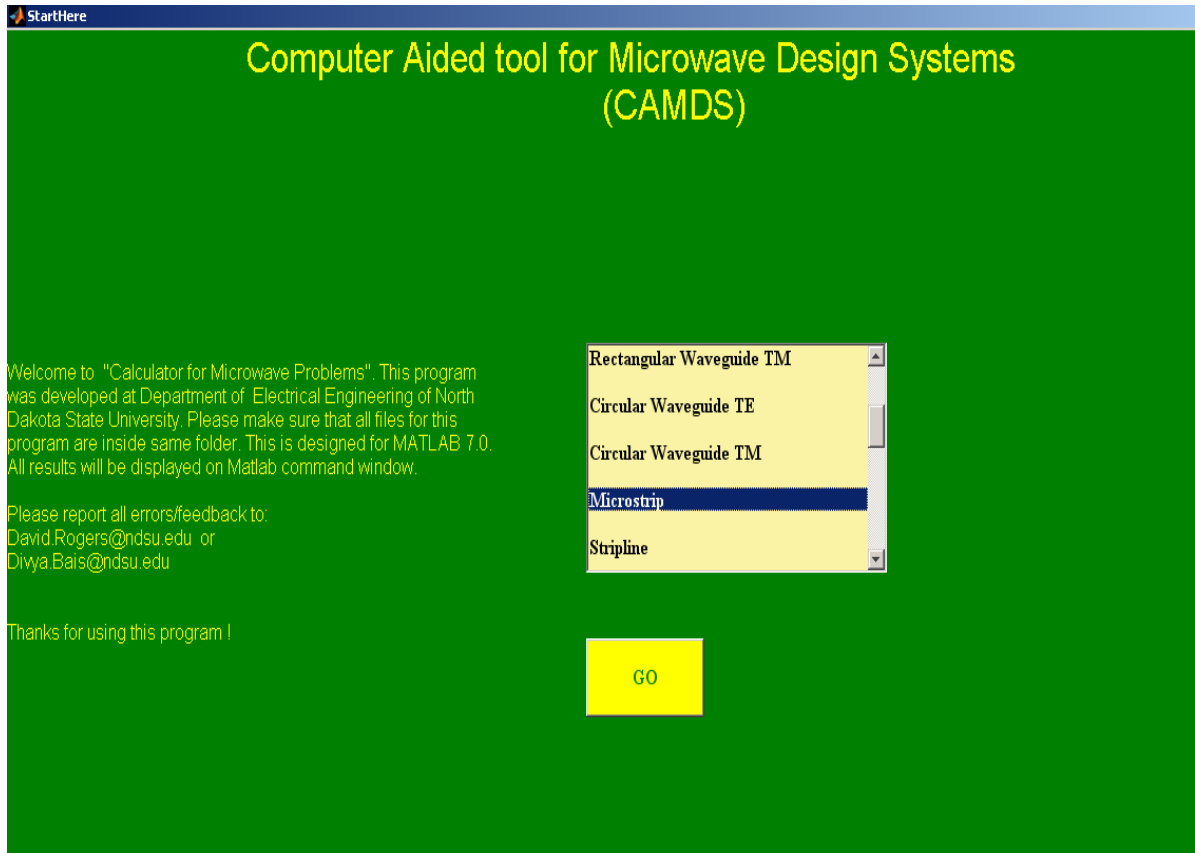 StartHere
Computer Aided tool for Microwave Design Systems
(CAMDS)
Welcome to "Calculator for Microwave Problems". This program
was developed at Department of Electrical Engineering of North
Dakota State University. Please make sure that all files for this
program are inside same folder. This is designed for MATLAB 7.0.
All results will be displayed on Matlab command window.
Please report all errors/feedback to:
David.Rogers@ndsu.edu or
Divya.Bais@ndsu.edu
Thanks for using this program !
Rectangular Waveguide TM
Circular Waveguide TE
Circular Waveguide TM
Microstrip
Stripline
GO